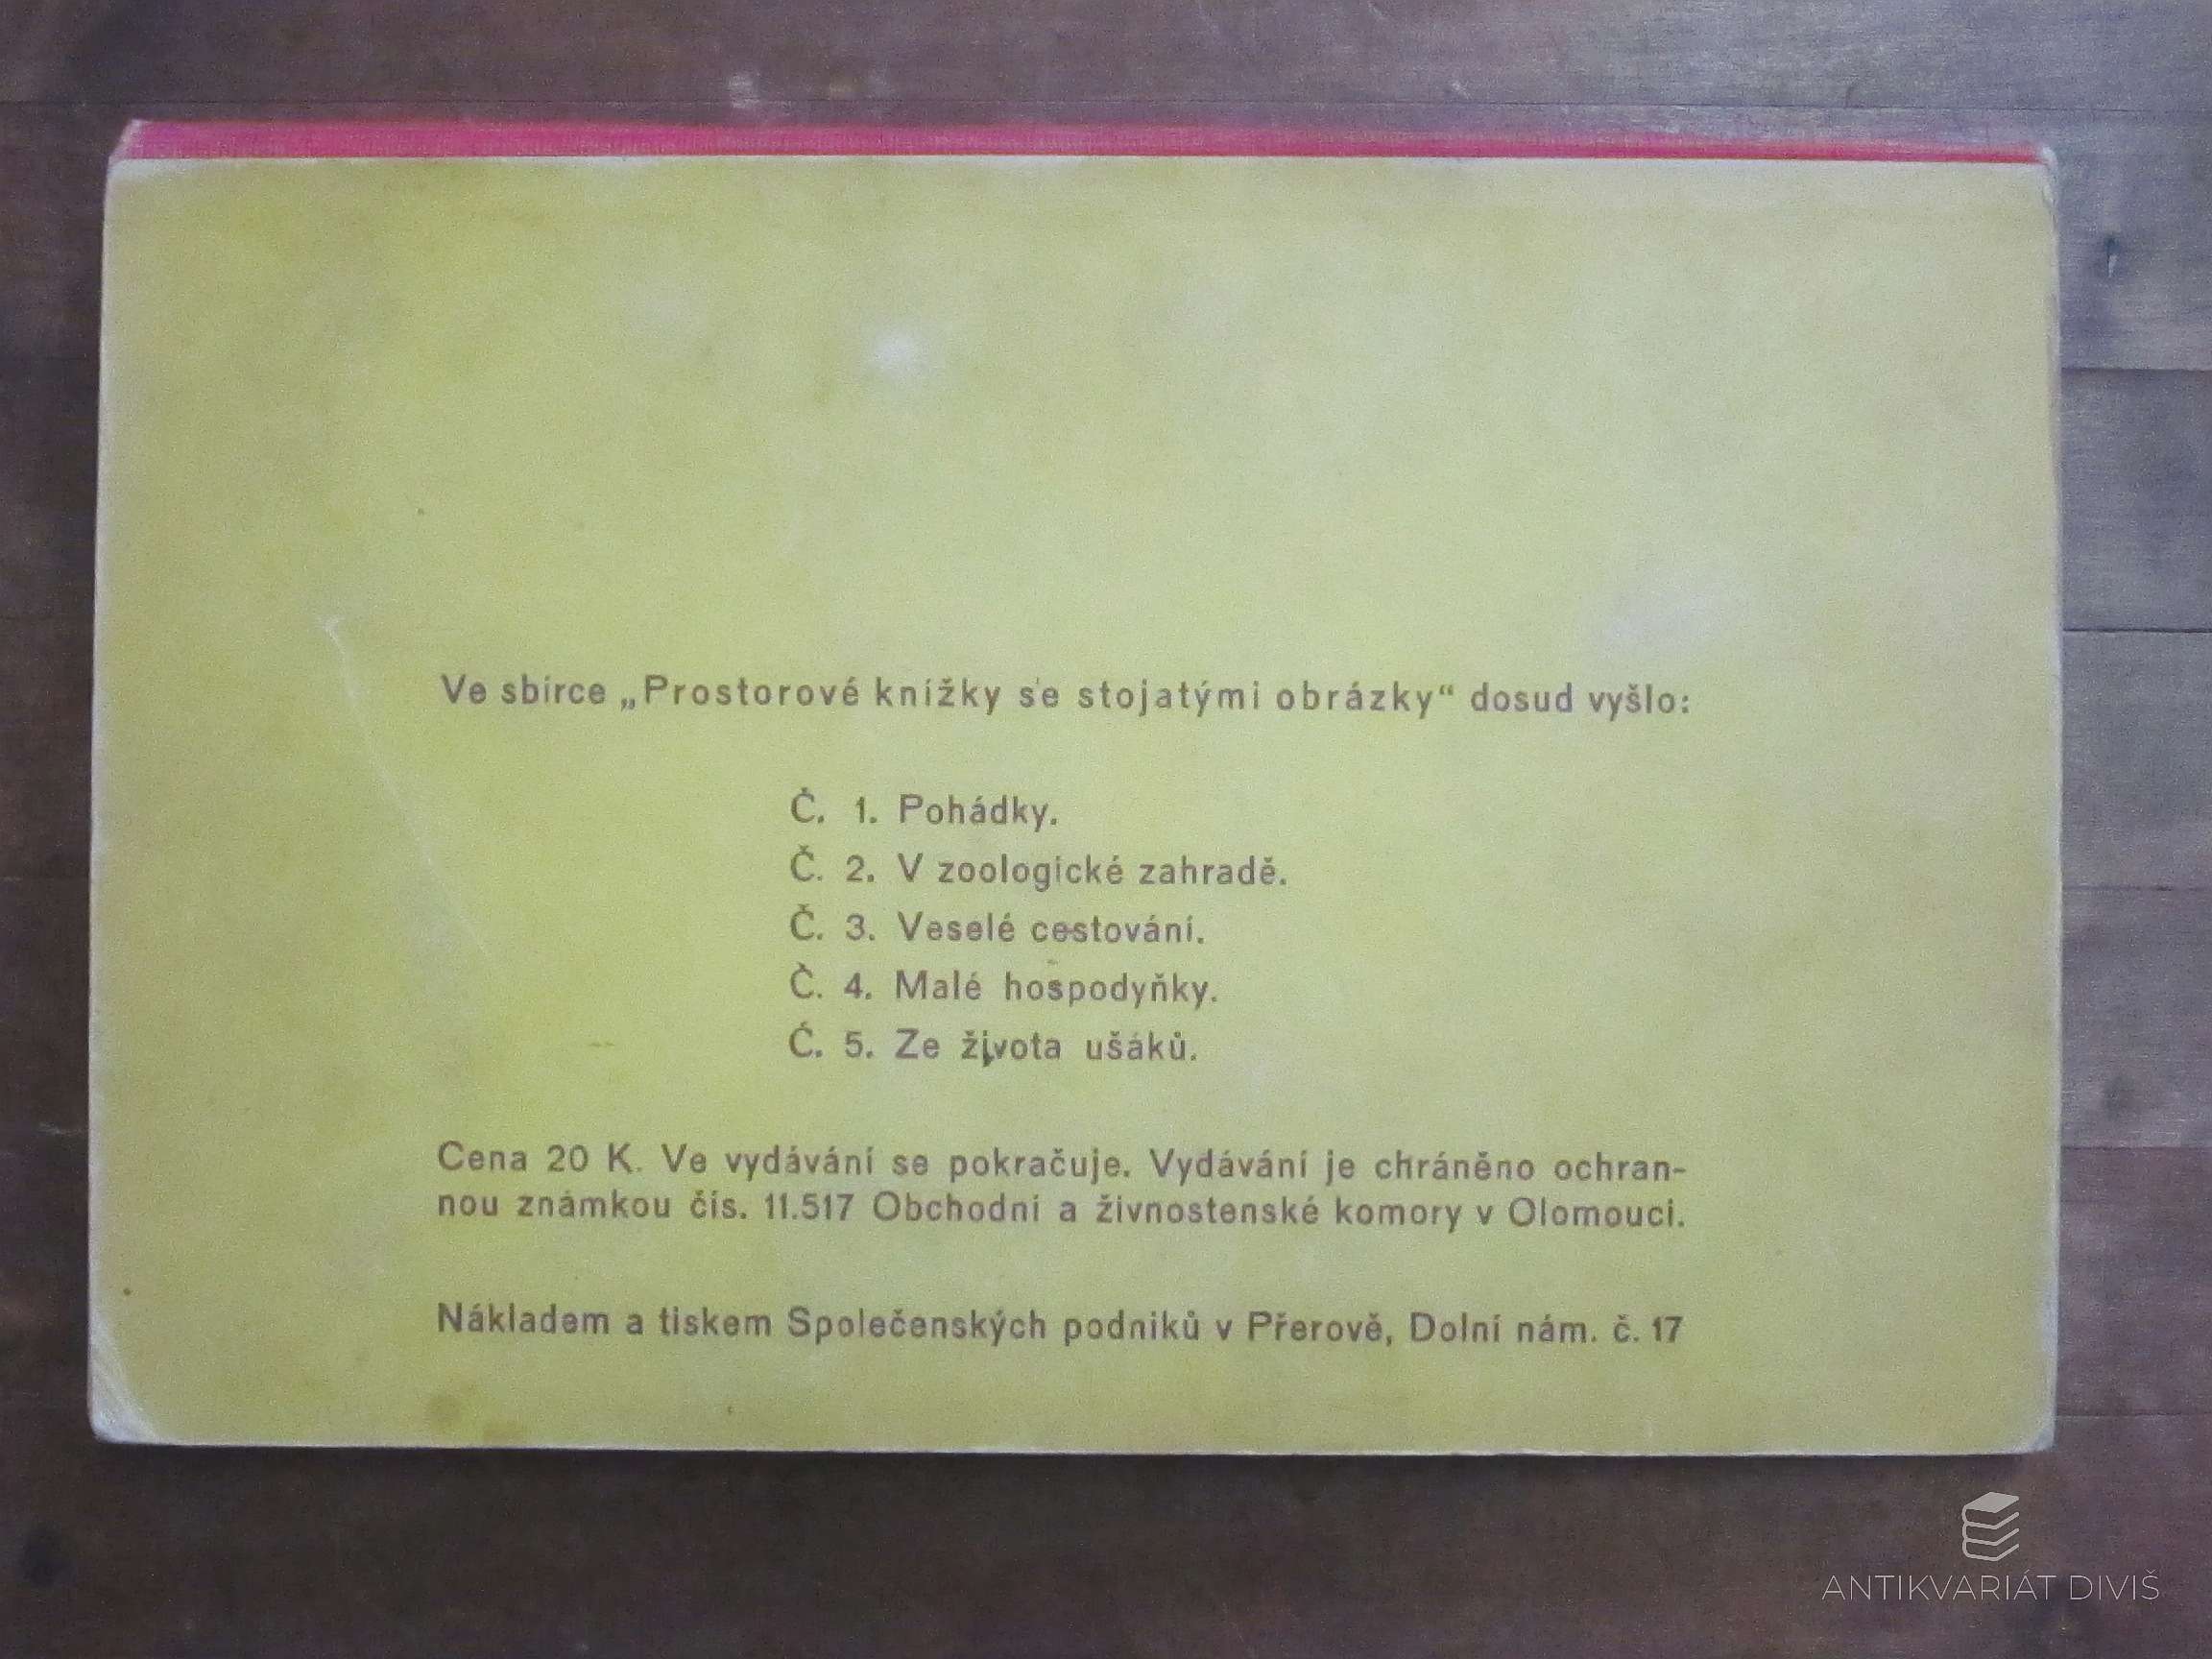 Ve sbírce „Prostorové knížky se stojatými obrázky“ dosud vyšlo:
Č. 1. Pohádky.
Č. 2. V zoologické zahradě.
Č. 3. Veselé cestování.
Č. 4. Malé hospodyňky.
Č. 5. Ze života ušáků.
Cena 20 K. Ve vydávání se pokračuje. Vydávání je chráněno ochran-
nou známkou čís. 11.517 Obchodní a živnostenské komory v Olomouci.
Nákladem a tiskem Společenských podniků v Přerově, Dolní nám. č. 17
ANTIKVARIÁT DIVIŠ